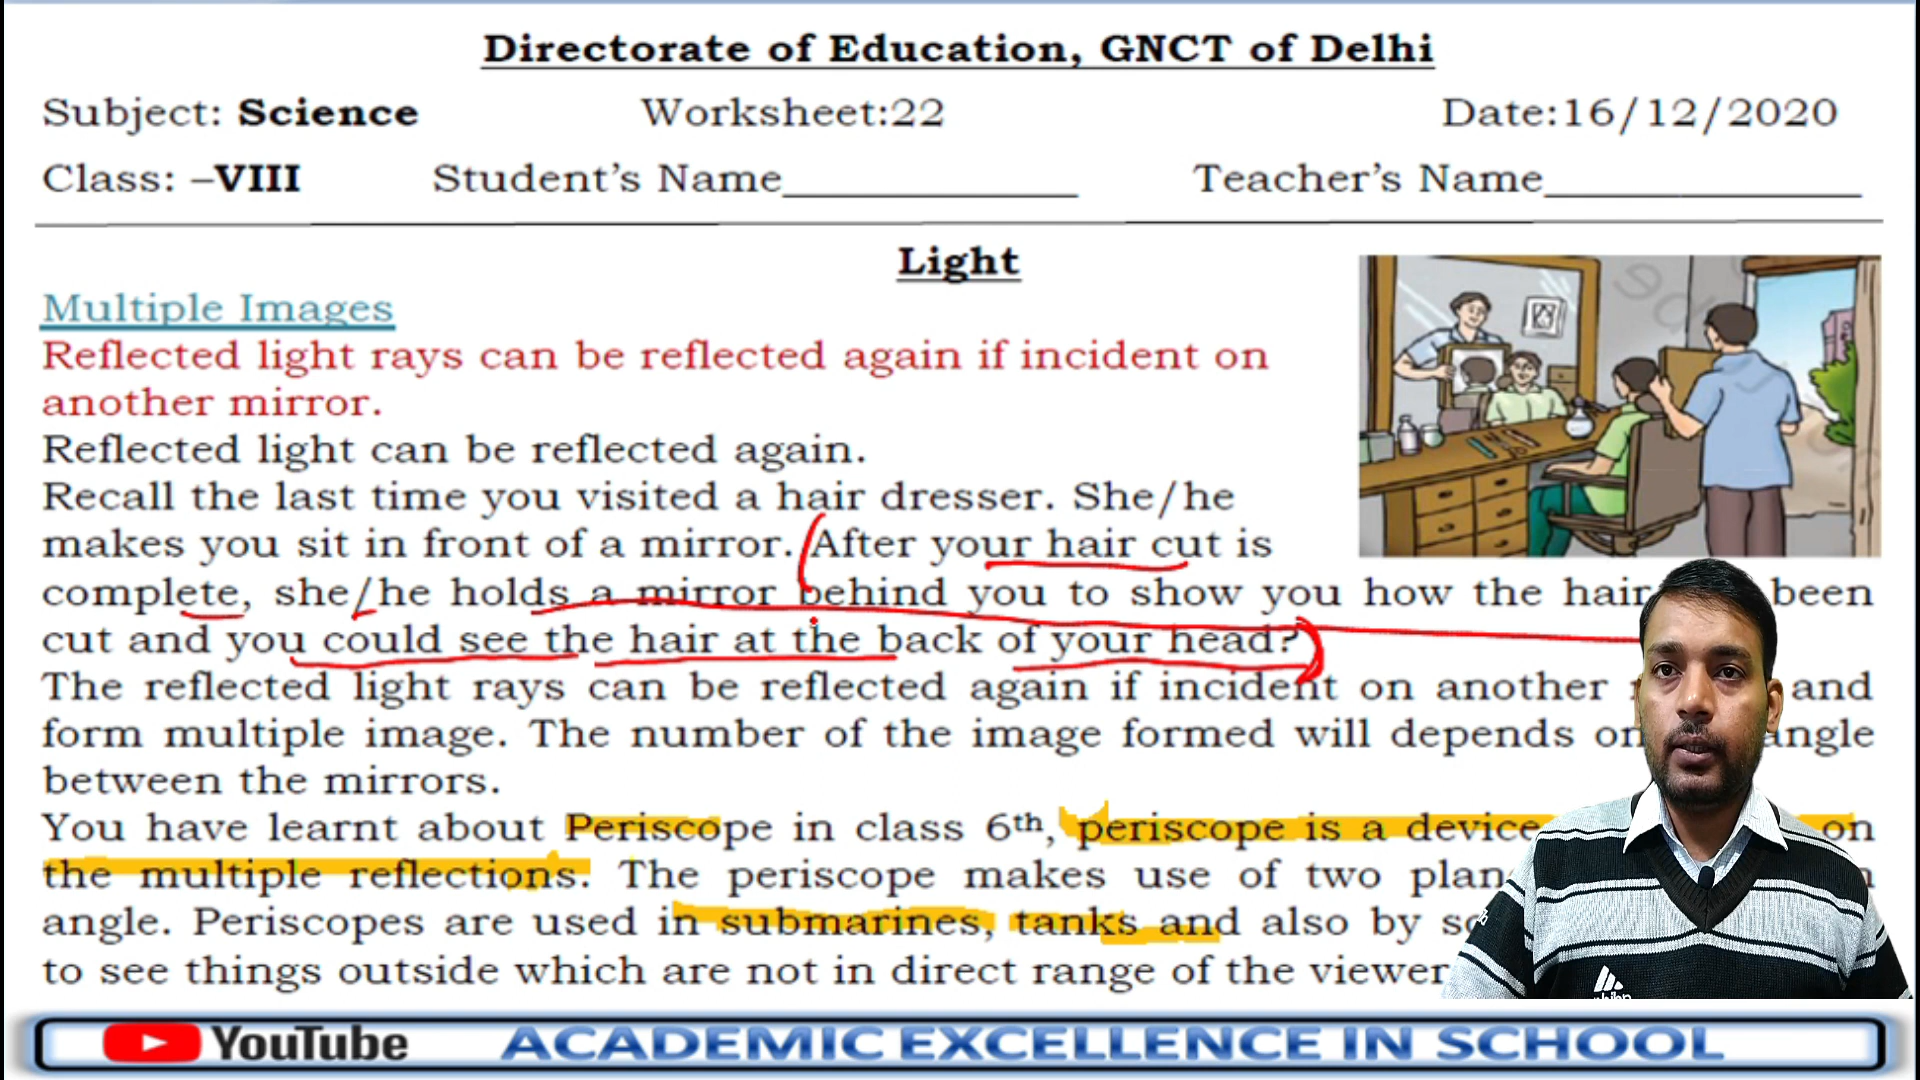 Directorate of Education, GNCT of Delhi
Subject: Science Worksheet:22 Date:16/12/2020
Class: –VIII Student's Name____________ Teacher's Name____________
Light
Multiple Images
Reflected light rays can be reflected again if incident on
another mirror.
Reflected light can be reflected again.
Recall the last time you visited a hair dresser. She/he
makes you sit in front of a mirror. After your hair cut is
complete, she/he holds a mirror behind you to show you how the hair been
cut and you could see the hair at the back of your head?
The reflected light rays can be reflected again if incident on another and
form multiple image. The number of the image formed will depends on angle
between the mirrors.
You have learnt about Periscope in class 6th, periscope is a device on
the multiple reflections. The periscope makes use of two
angle. Periscopes are used in submarines, tanks and also by
to see things outside which are not in direct range of the viewer
YouTube ACADEMIC EXCELLENCE IN SCHOOL